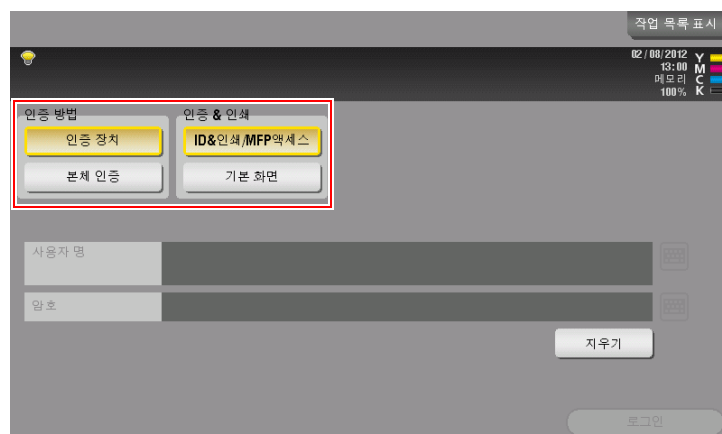 작업 목록 표시
02/08/2012
13:00
메모리
100%
Y
M
C
K
인증 방법
인증 & 인쇄
인증 장치
ID&인쇄/MFP액세스
본체 인증
기본 화면
사용자 명
암호
지우기
로그인